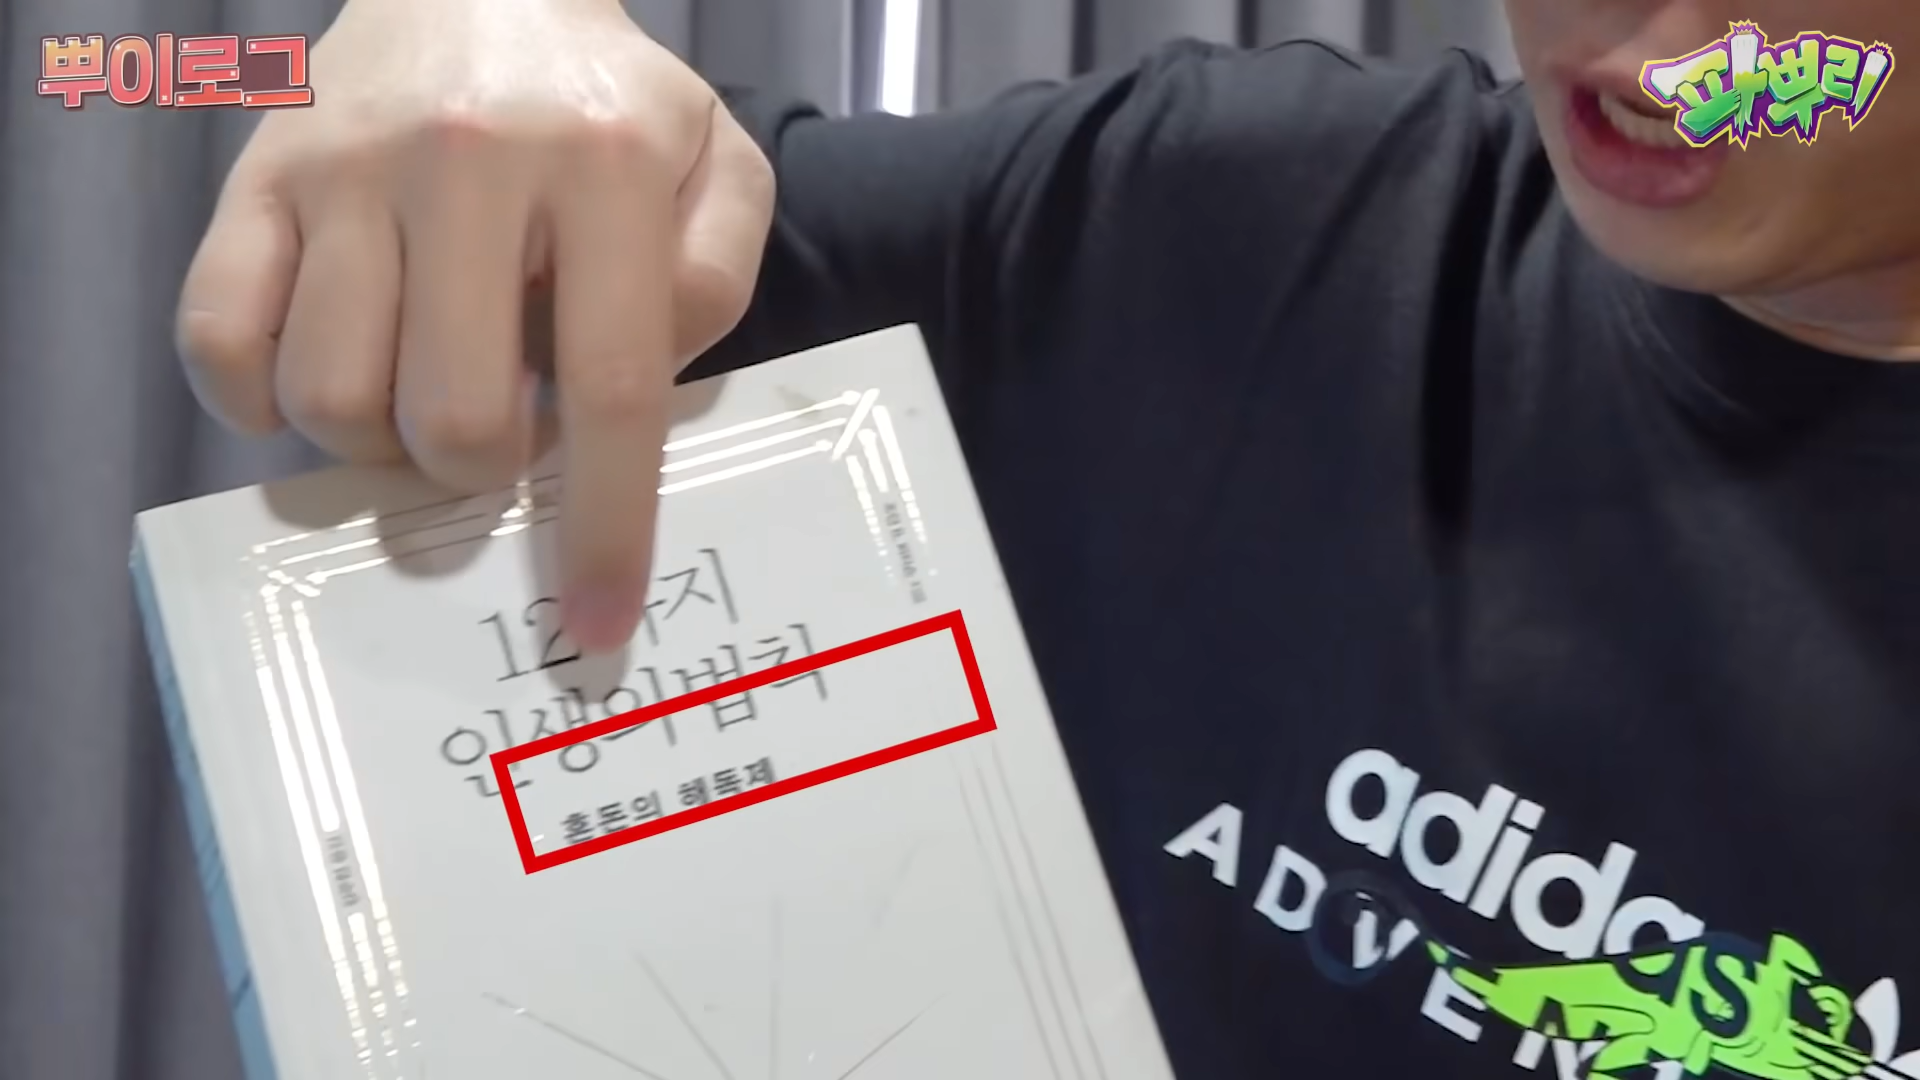 뿌이로그
파뿌리
12가지
인생의 법칙
혼돈의 해독제
adidas
ADVEN